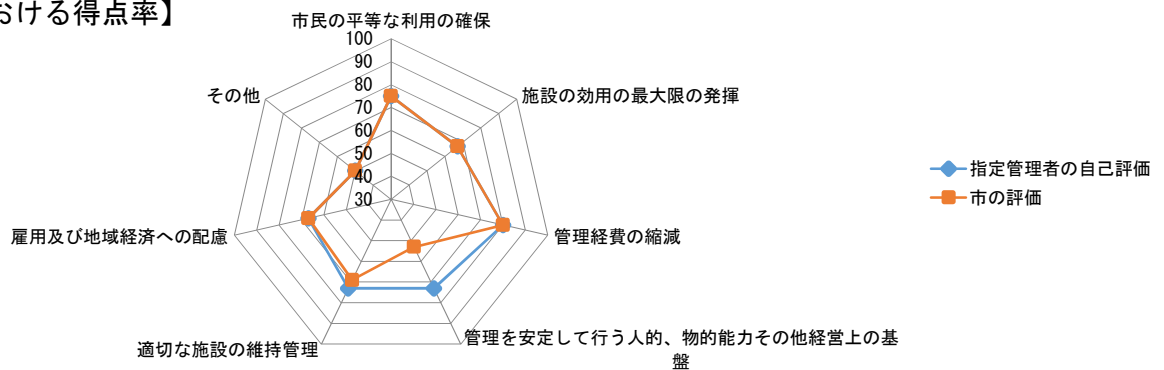 おける得点率】
市民の平等な利用の確保
100
90
80
70
60
50
40
30
施設の効用の最大限の発揮
その他
指定管理者の自己評価
市の評価
雇用及び地域経済への配慮
管理経費の縮減
適切な施設の維持管理
管理を安定して行う人的、物的能力その他経営上の基
盤